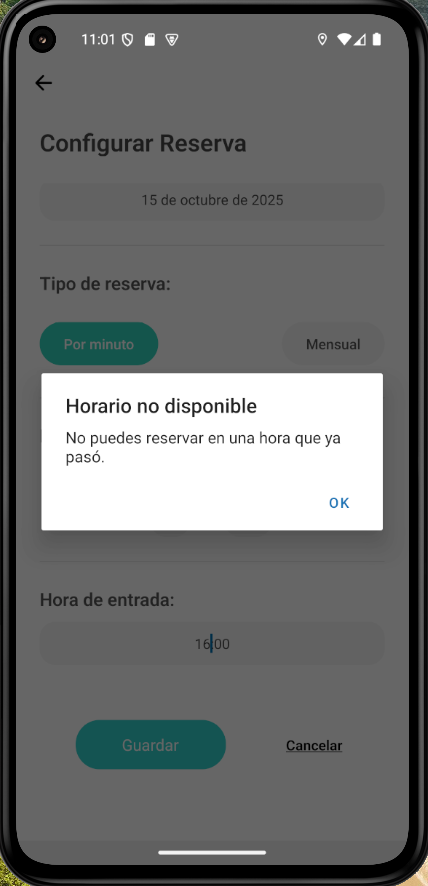 11:01
Configurar Reserva
15 de octubre de 2025
Tipo de reserva:
Por minuto
Mensual
Horario no disponible
No puedes reservar en una hora que ya
pasó.
OK
Hora de entrada:
16:00
Guardar
Cancelar